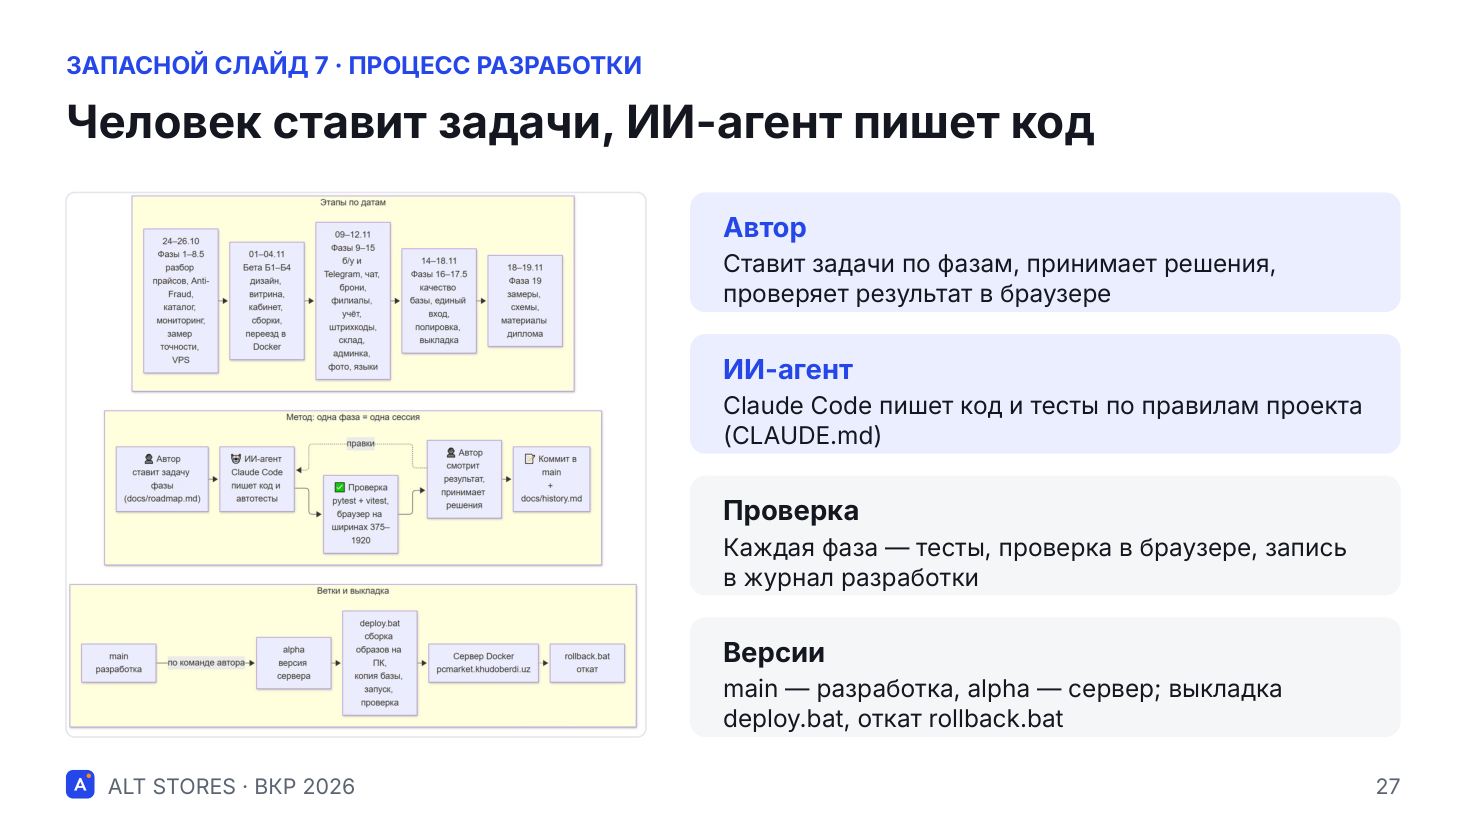 ЗАПАСНОЙ СЛАЙД 7 · ПРОЦЕСС РАЗРАБОТКИ
Человек ставит задачи, ИИ-агент пишет код
Этапы по датам
24–26.10
Фазы 1–8.5
разбор
прайсов, Anti-
Fraud,
каталог,
мониторинг,
замер
точности,
VPS
01–04.11
Бета Б1–Б4
дизайн,
витрина,
кабинет,
сборки,
переезд в
Docker
09–12.11
Фазы 9–15
б/у и
Telegram, чат,
брони,
филиалы,
учёт,
штрихкоды,
склад,
админка,
фото, языки
14–18.11
Фазы 16–17.5
качество
базы, единый
вход,
полировка,
выкладка
18–19.11
Фаза 19
замеры,
схемы,
материалы
диплома
Метод: одна фаза = одна сессия
Автор
ставит задачу
фазы
(docs/roadmap.md)
ИИ-агент
Claude Code
пишет код и
автотесты
правки
Проверка
pytest + vitest,
браузер на
ширинах 375–
1920
Автор
смотрит
результат,
принимает
решения
Коммит в
main
+
docs/history.md
Ветки и выкладка
main
разработка
по команде автора
alpha
версия
сервера
deploy.bat
сборка
образов на
ПК,
копия базы,
запуск,
проверка
Сервер Docker
pcmarket.khudoberdi.uz
rollback.bat
откат
Автор
Ставит задачи по фазам, принимает решения,
проверяет результат в браузере
ИИ-агент
Claude Code пишет код и тесты по правилам проекта
(CLAUDE.md)
Проверка
Каждая фаза — тесты, проверка в браузере, запись
в журнал разработки
Версии
main — разработка, alpha — сервер; выкладка
deploy.bat, откат rollback.bat
A
ALT STORES · ВКР 2026
27